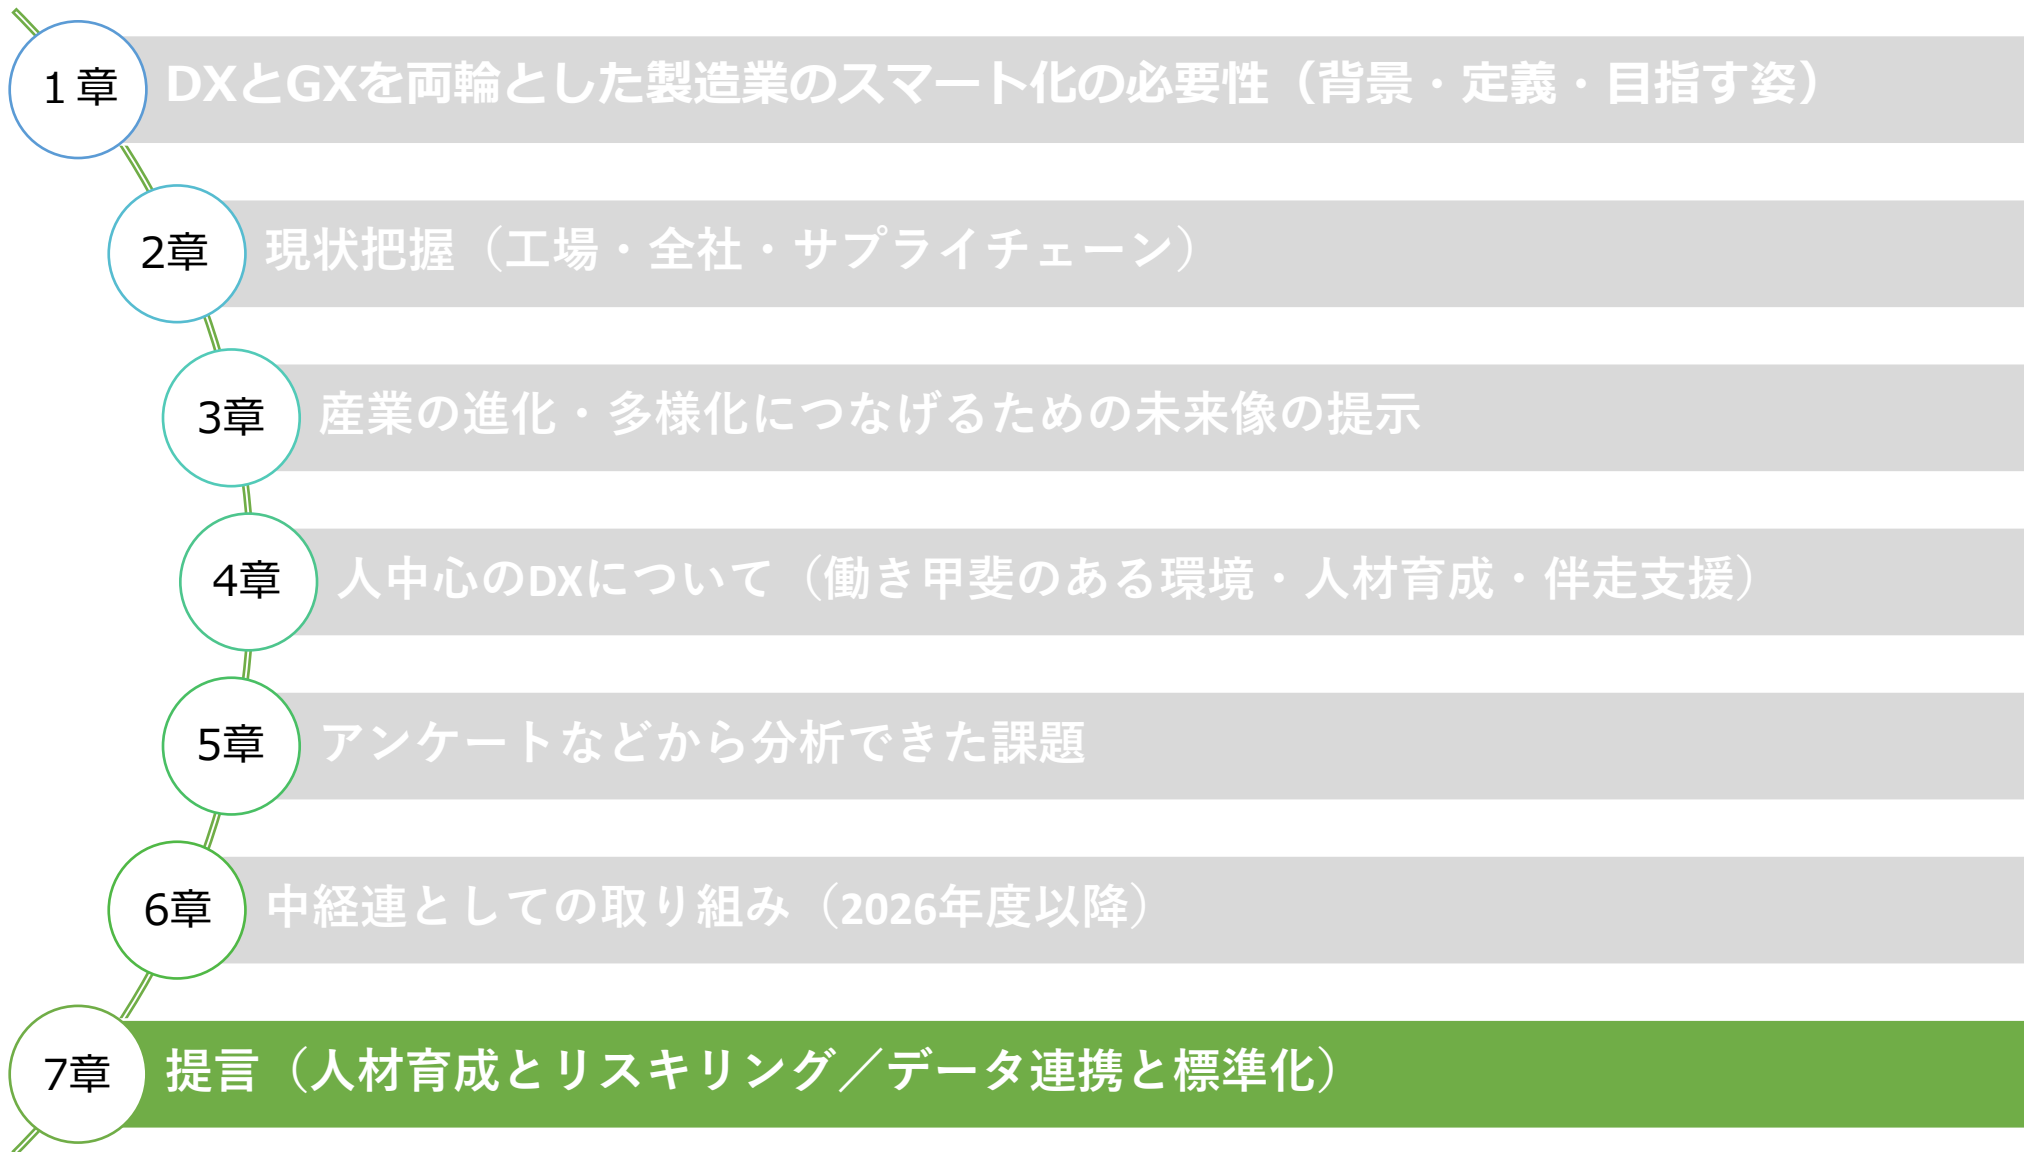 １章
DXとGXを両輪とした製造業のスマート化の必要性（背景・定義・目指す姿）
2章
現状把握（工場・全社・サプライチェーン）
3章
産業の進化・多様化につなげるための未来像の提示
4章
人中心のDXについて（働き甲斐のある環境・人材育成・伴走支援）
5章
アンケートなどから分析できた課題
6章
中経連としての取り組み（2026年度以降）
7章
提言（人材育成とリスキリング／データ連携と標準化）